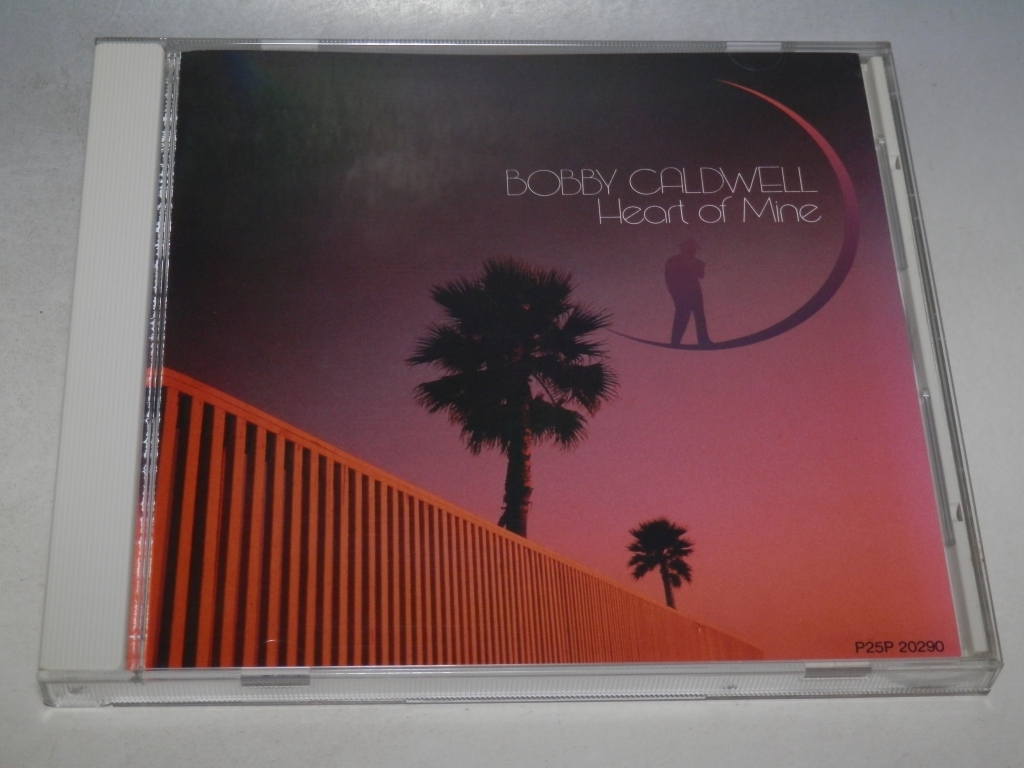 BOBBY CALDWELL
Heart of Mine
P25P 20290